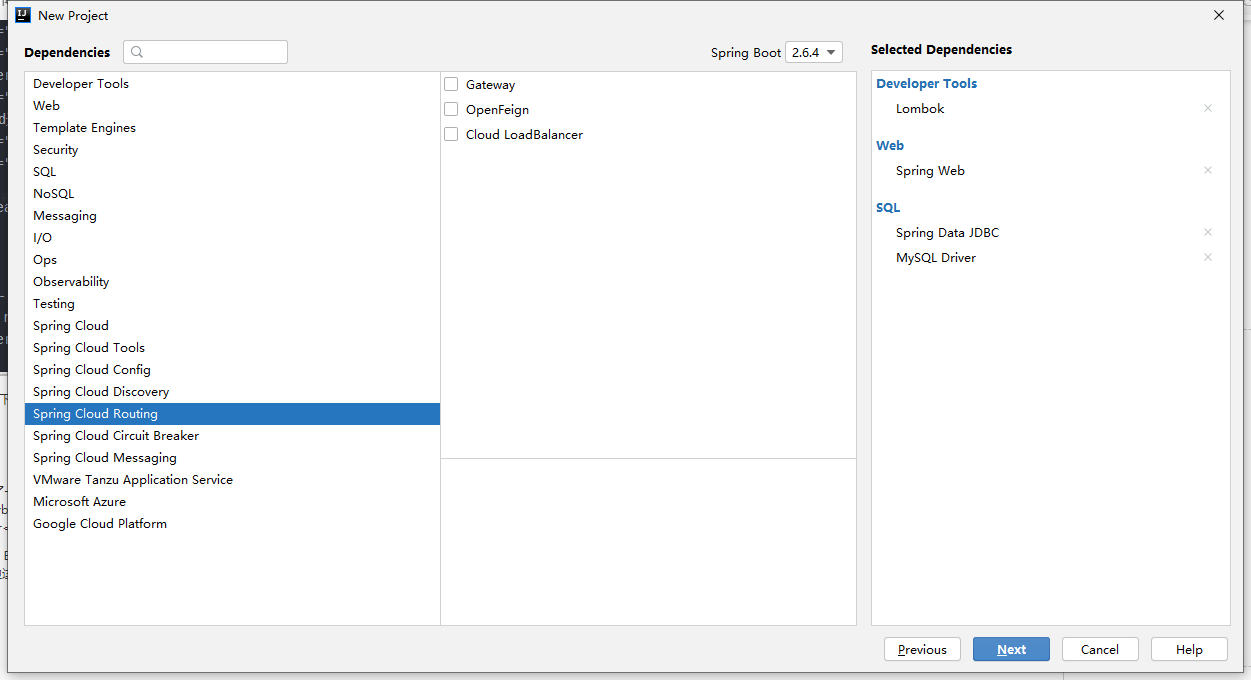 New Project
Dependencies
Spring Boot 2.6.4
Selected Dependencies
Developer Tools
Web
Template Engines
Security
SQL
NoSQL
Messaging
I/O
Ops
Observability
Testing
Spring Cloud
Spring Cloud Tools
Spring Cloud Config
Spring Cloud Discovery
Spring Cloud Routing
Spring Cloud Circuit Breaker
Spring Cloud Messaging
VMware Tanzu Application Service
Microsoft Azure
Google Cloud Platform
Gateway
OpenFeign
Cloud LoadBalancer
Developer Tools
Lombok
Web
Spring Web
SQL
Spring Data JDBC
MySQL Driver
Previous
Next
Cancel
Help